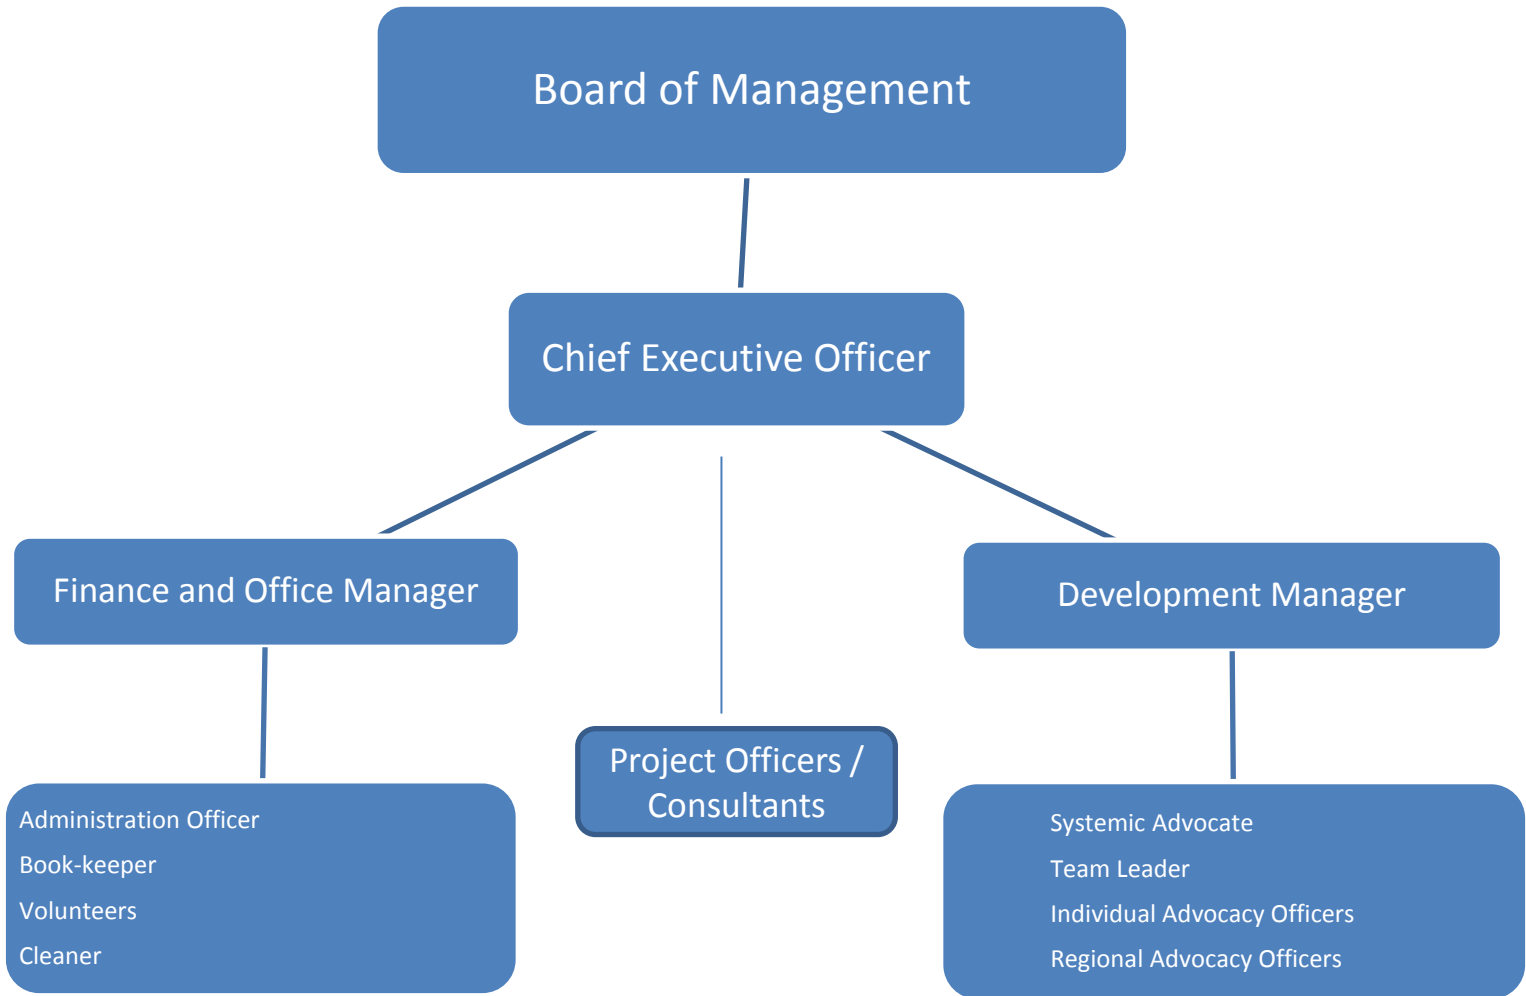 Board of Management
Chief Executive Officer
Finance and Office Manager
Development Manager
Project Officers /
Consultants
Administration Officer
Book-keeper
Volunteers
Cleaner
Systemic Advocate
Team Leader
Individual Advocacy Officers
Regional Advocacy Officers